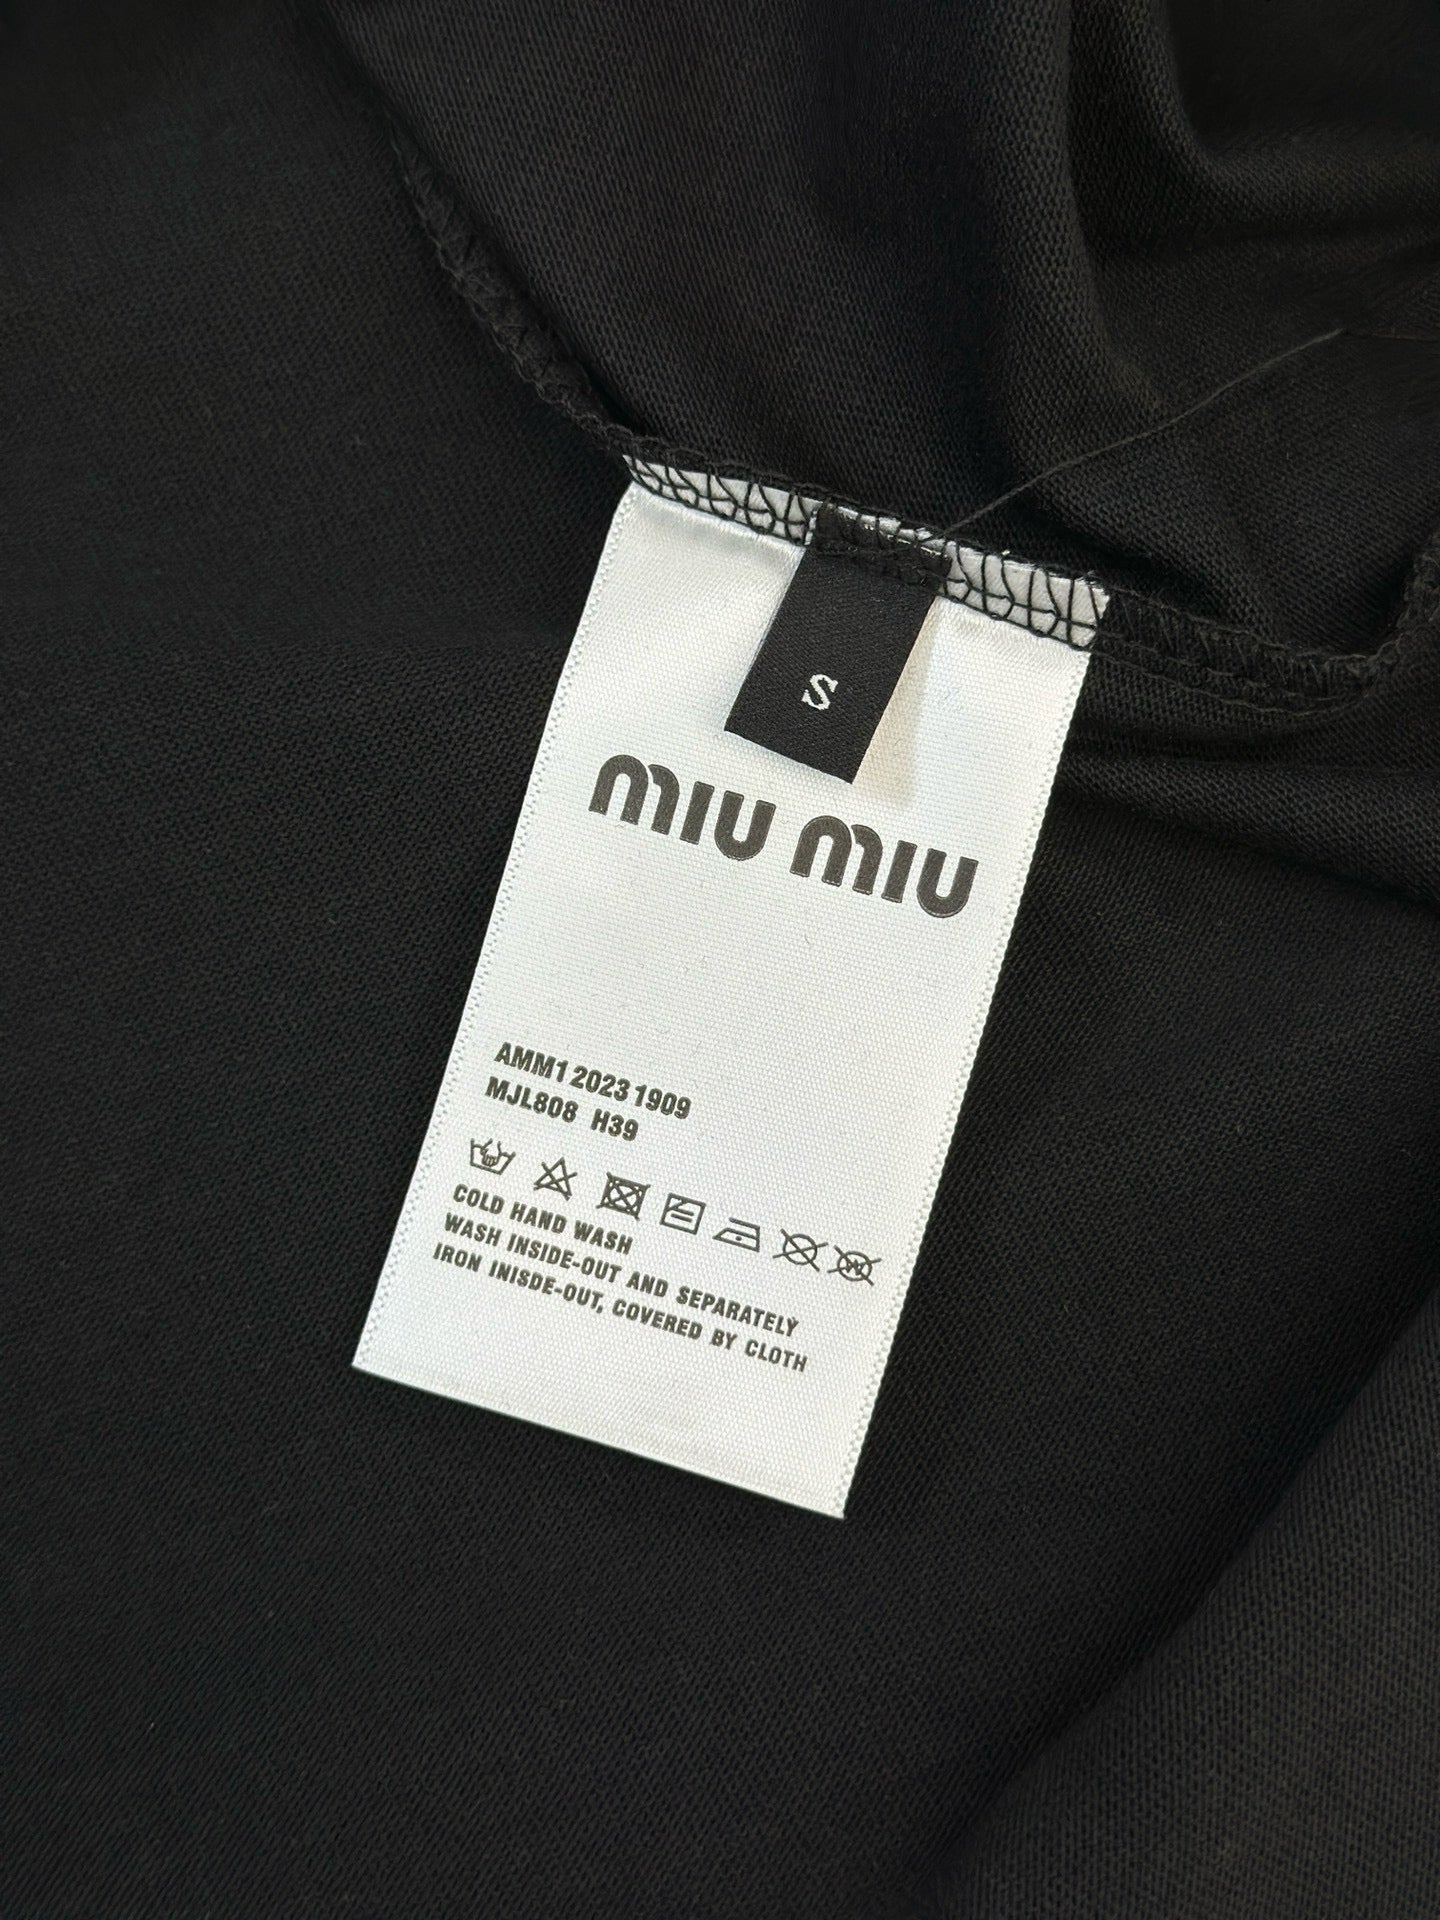 S
MIU MIU
AMM1 2023 1909
MJL808 H39
W
COLD HAND WASH
WASH INSIDE-OUT AND SEPARATELY
IRON INISDE-OUT, COVERED BY CLOTH